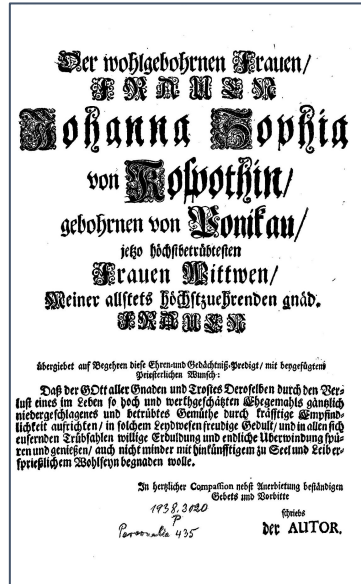 Der wohlgebohrnen Frauen/
FRAUEN
Johanna Sophia
von Kospothin/
gebohrnen von Ponikau/
jetzo höchstbetrübtesten
Frauen Wittwen/
Meiner allstets höchstzuehrenden gnäd.
FRAUEN
übergiebet auf Begehren diese Ehren-und Gedächtniß-Predigt/ mit beygefügtem
Priesterlichen Wunsch:
Daß der GOtt aller Gnaden und Trostes Deroselben durch den Ver-
lust eines im Leben so hoch und werthgeschätzten Ehegemahls gäntzlich
niedergeschlagenes und betrübtes Gemüthe durch kräfftige Empfind-
lichkeit aufrichten/ in solchem Leydwesen freudige Gedult/ und in allen sich
eusernden Trübsahlen willige Erduldung und endliche Uberwindung spü-
ren und genießen/ auch nicht minder mit hinkünfftigem zu Seel und Leib er-
sprießlichem Wohlseyn begnaden wolle.
In hertzlicher Compassion nebst Anerbietung beständigen
Gebets und Vorbitte
schriebs
der AUTOR.
1938.3020
P
Personalia 435